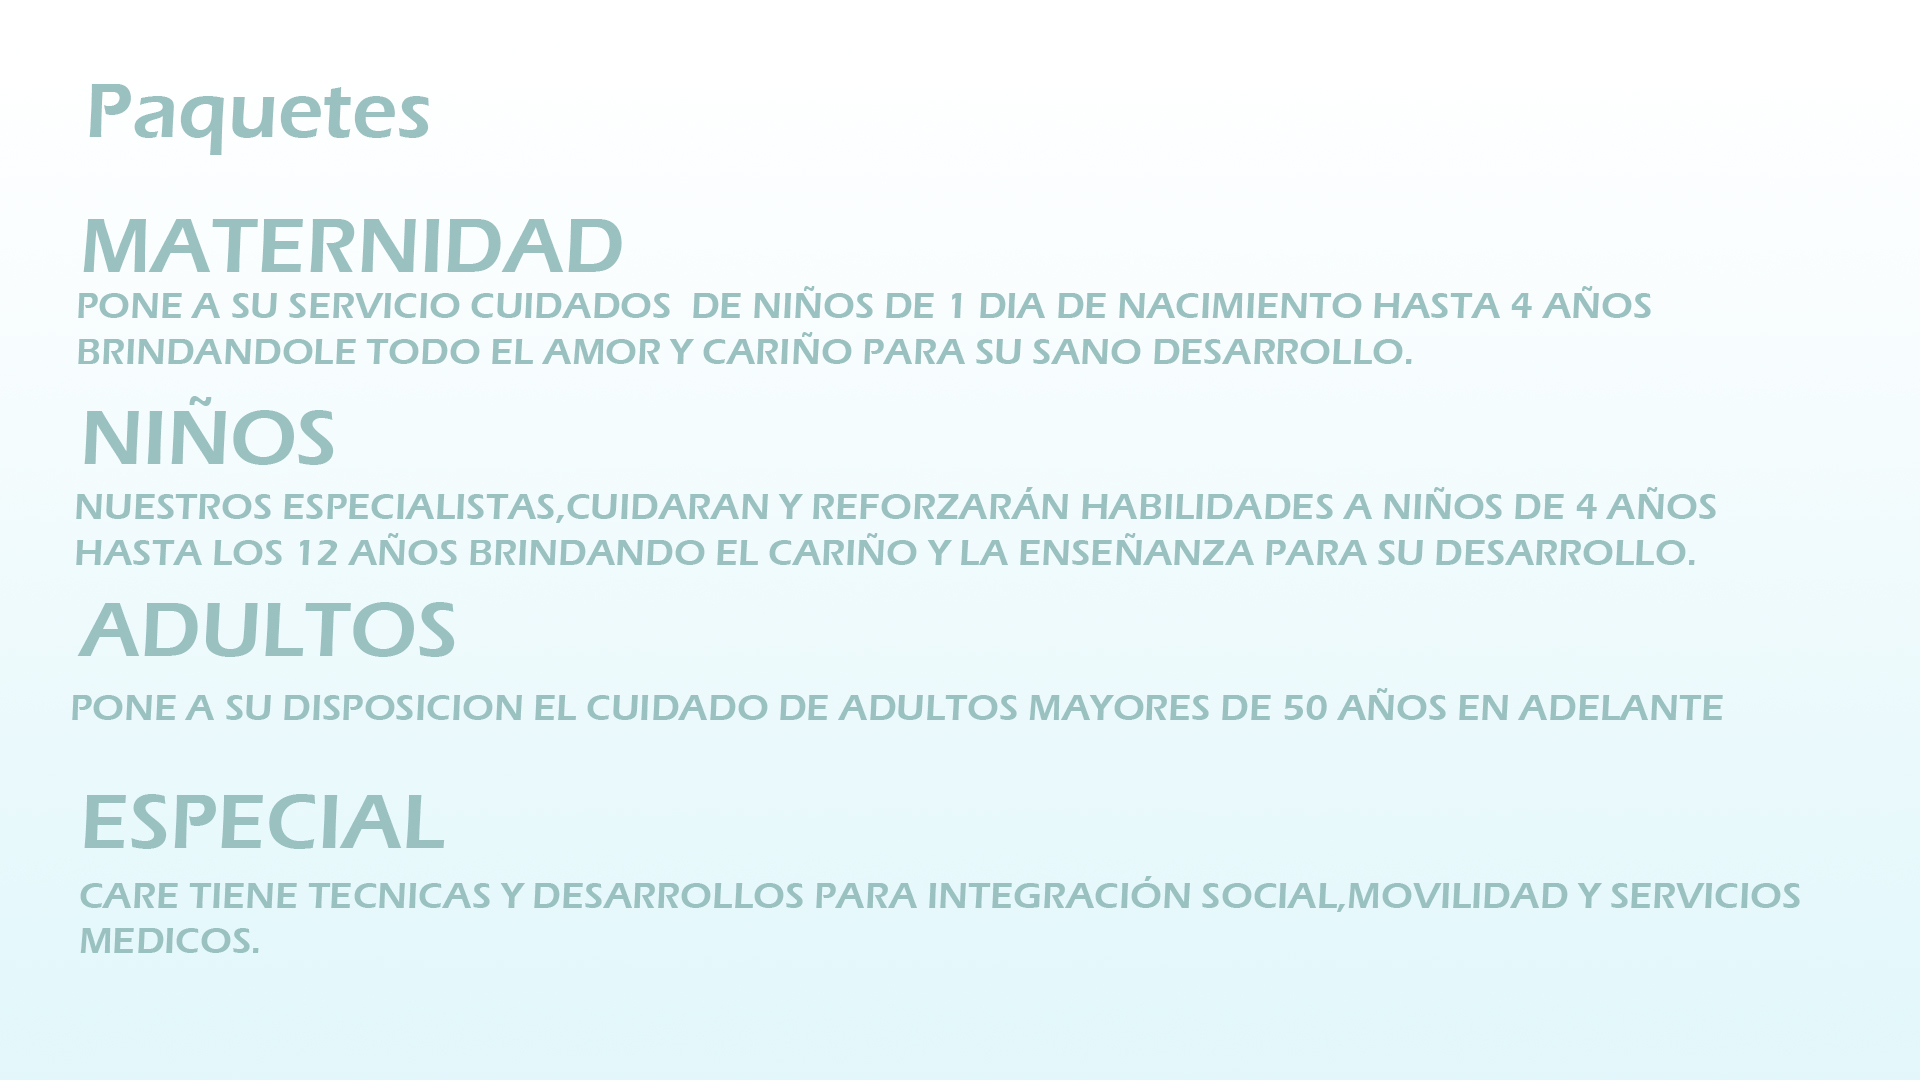 Paquetes
MATERNIDAD
PONE A SU SERVICIO CUIDADOS  DE NIÑOS DE 1 DIA DE NACIMIENTO HASTA 4 AÑOS
BRINDANDOLE TODO EL AMOR Y CARIÑO PARA SU SANO DESARROLLO.
NIÑOS
NUESTROS ESPECIALISTAS,CUIDARAN Y REFORZARÁN HABILIDADES A NIÑOS DE 4 AÑOS
HASTA LOS 12 AÑOS BRINDANDO EL CARIÑO Y LA ENSEÑANZA PARA SU DESARROLLO.
ADULTOS
PONE A SU DISPOSICION EL CUIDADO DE ADULTOS MAYORES DE 50 AÑOS EN ADELANTE
ESPECIAL
CARE TIENE TECNICAS Y DESARROLLOS PARA INTEGRACIÓN SOCIAL,MOVILIDAD Y SERVICIOS
MEDICOS.